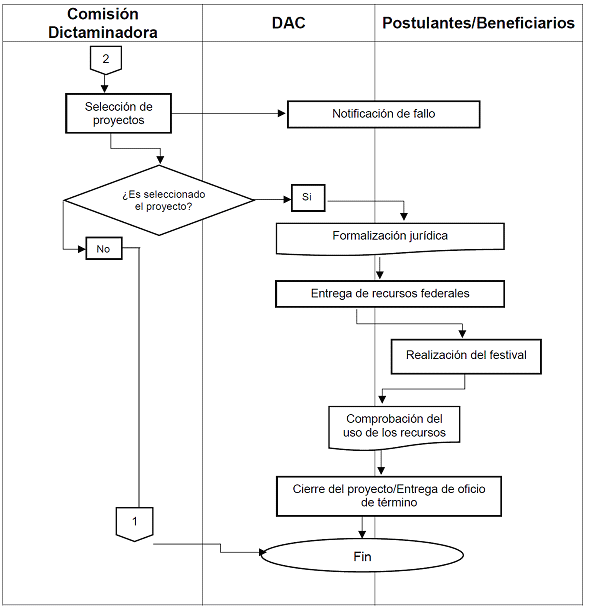 Comisión
Dictaminadora
DAC
Postulantes/Beneficiarios
2
Selección de
proyectos
Notificación de fallo
¿Es seleccionado
el proyecto?
Si
No
Formalización jurídica
Entrega de recursos federales
Realización del festival
Comprobación del
uso de los recursos
Cierre del proyecto/Entrega de oficio
de término
1
Fin